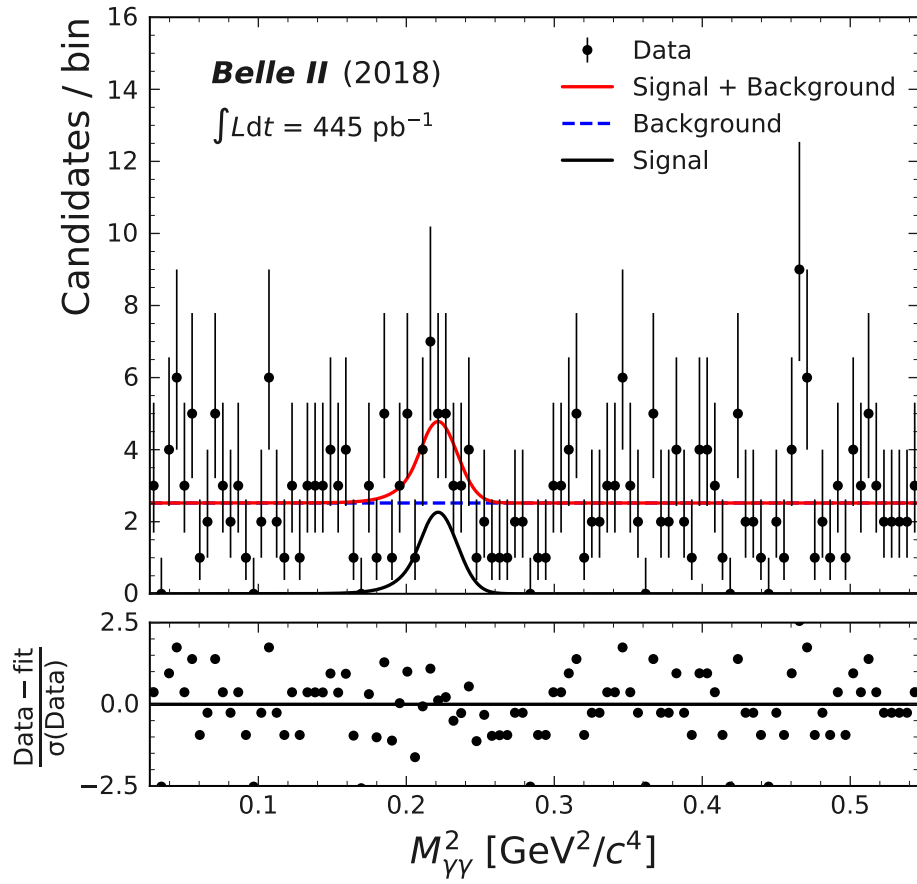 Candidates / bin
16
14
12
10
8
6
4
2
0
Belle II (2018)
∫Ldt = 445 pb⁻¹
Data
Signal + Background
Background
Signal
Data − fit
σ(Data)
2.5
0.0
−2.5
0.1 0.2 0.3 0.4 0.5
M²γγ [GeV²/c⁴]